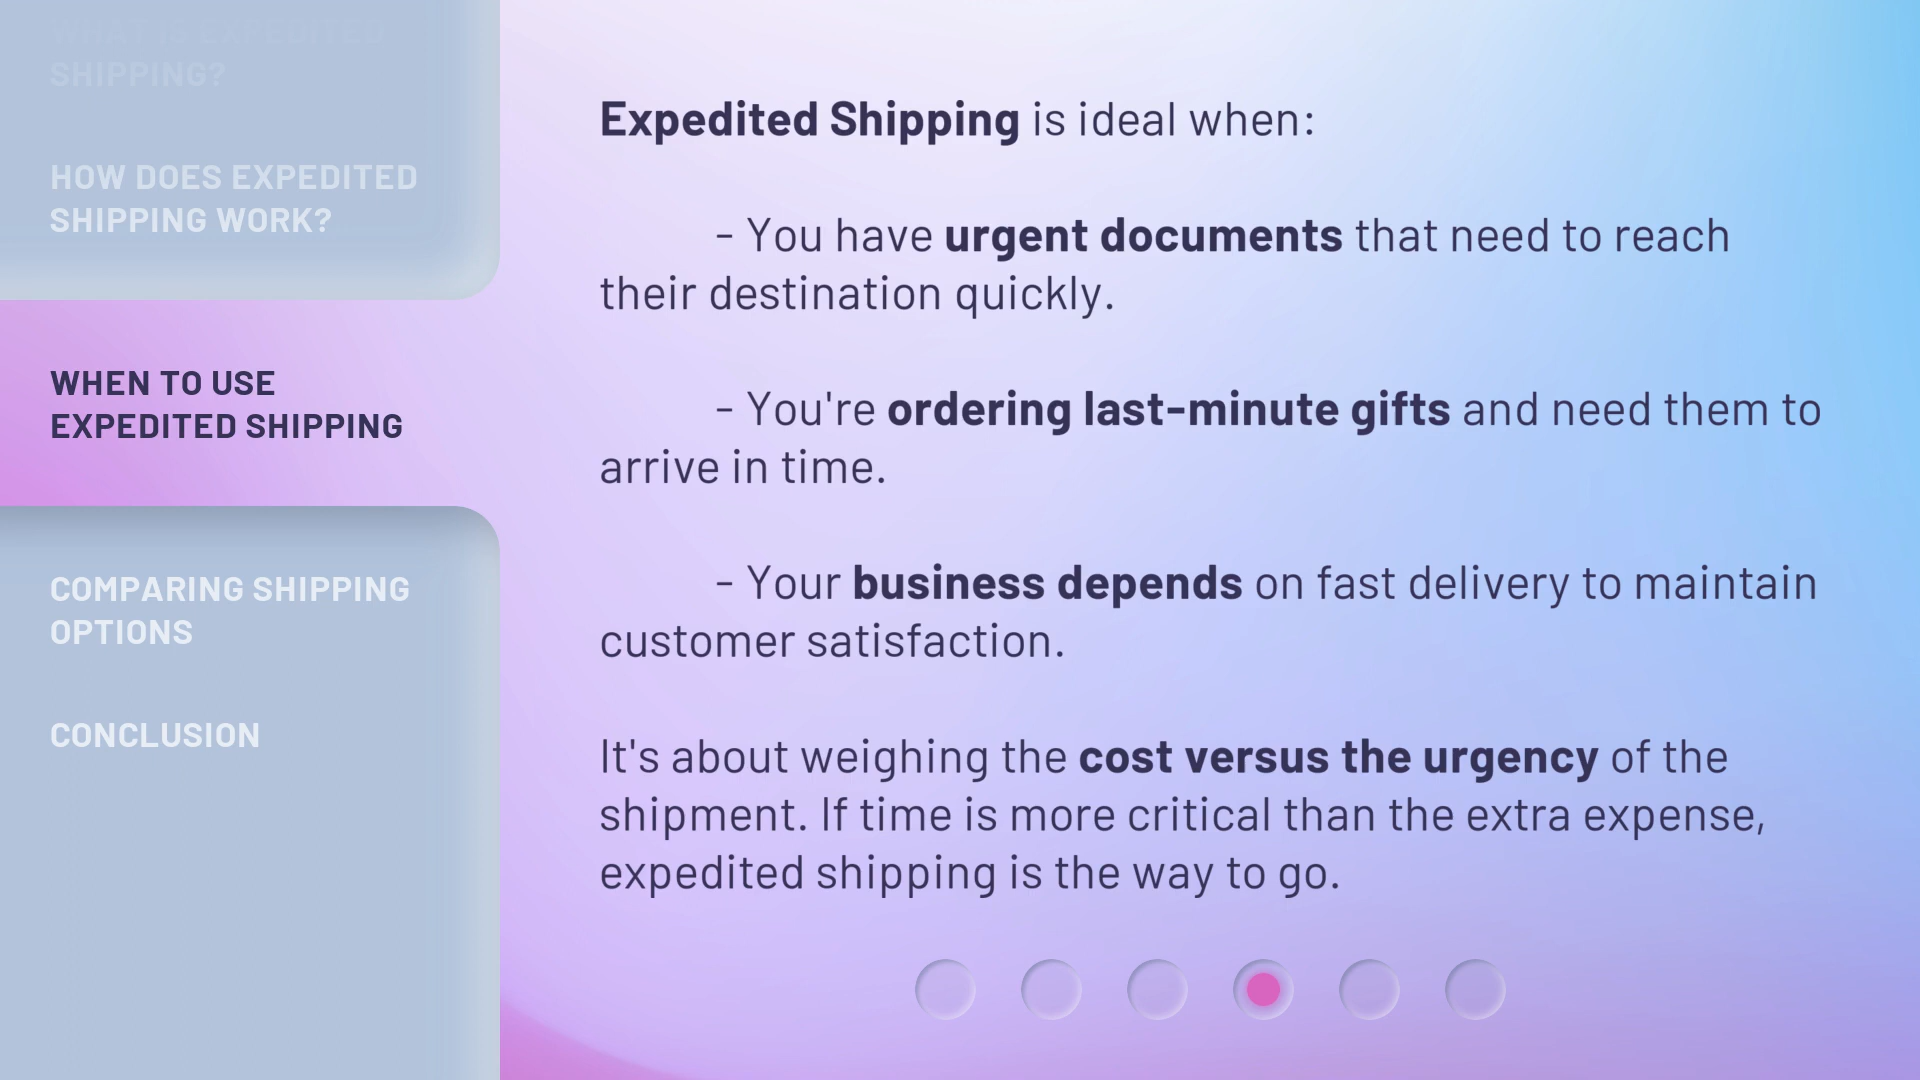 WHAT IS EXPEDITED
SHIPPING?
HOW DOES EXPEDITED
SHIPPING WORK?
WHEN TO USE
EXPEDITED SHIPPING
COMPARING SHIPPING
OPTIONS
CONCLUSION
Expedited Shipping is ideal when:
- You have urgent documents that need to reach
their destination quickly.
- You're ordering last-minute gifts and need them to
arrive in time.
- Your business depends on fast delivery to maintain
customer satisfaction.
It's about weighing the cost versus the urgency of the
shipment. If time is more critical than the extra expense,
expedited shipping is the way to go.